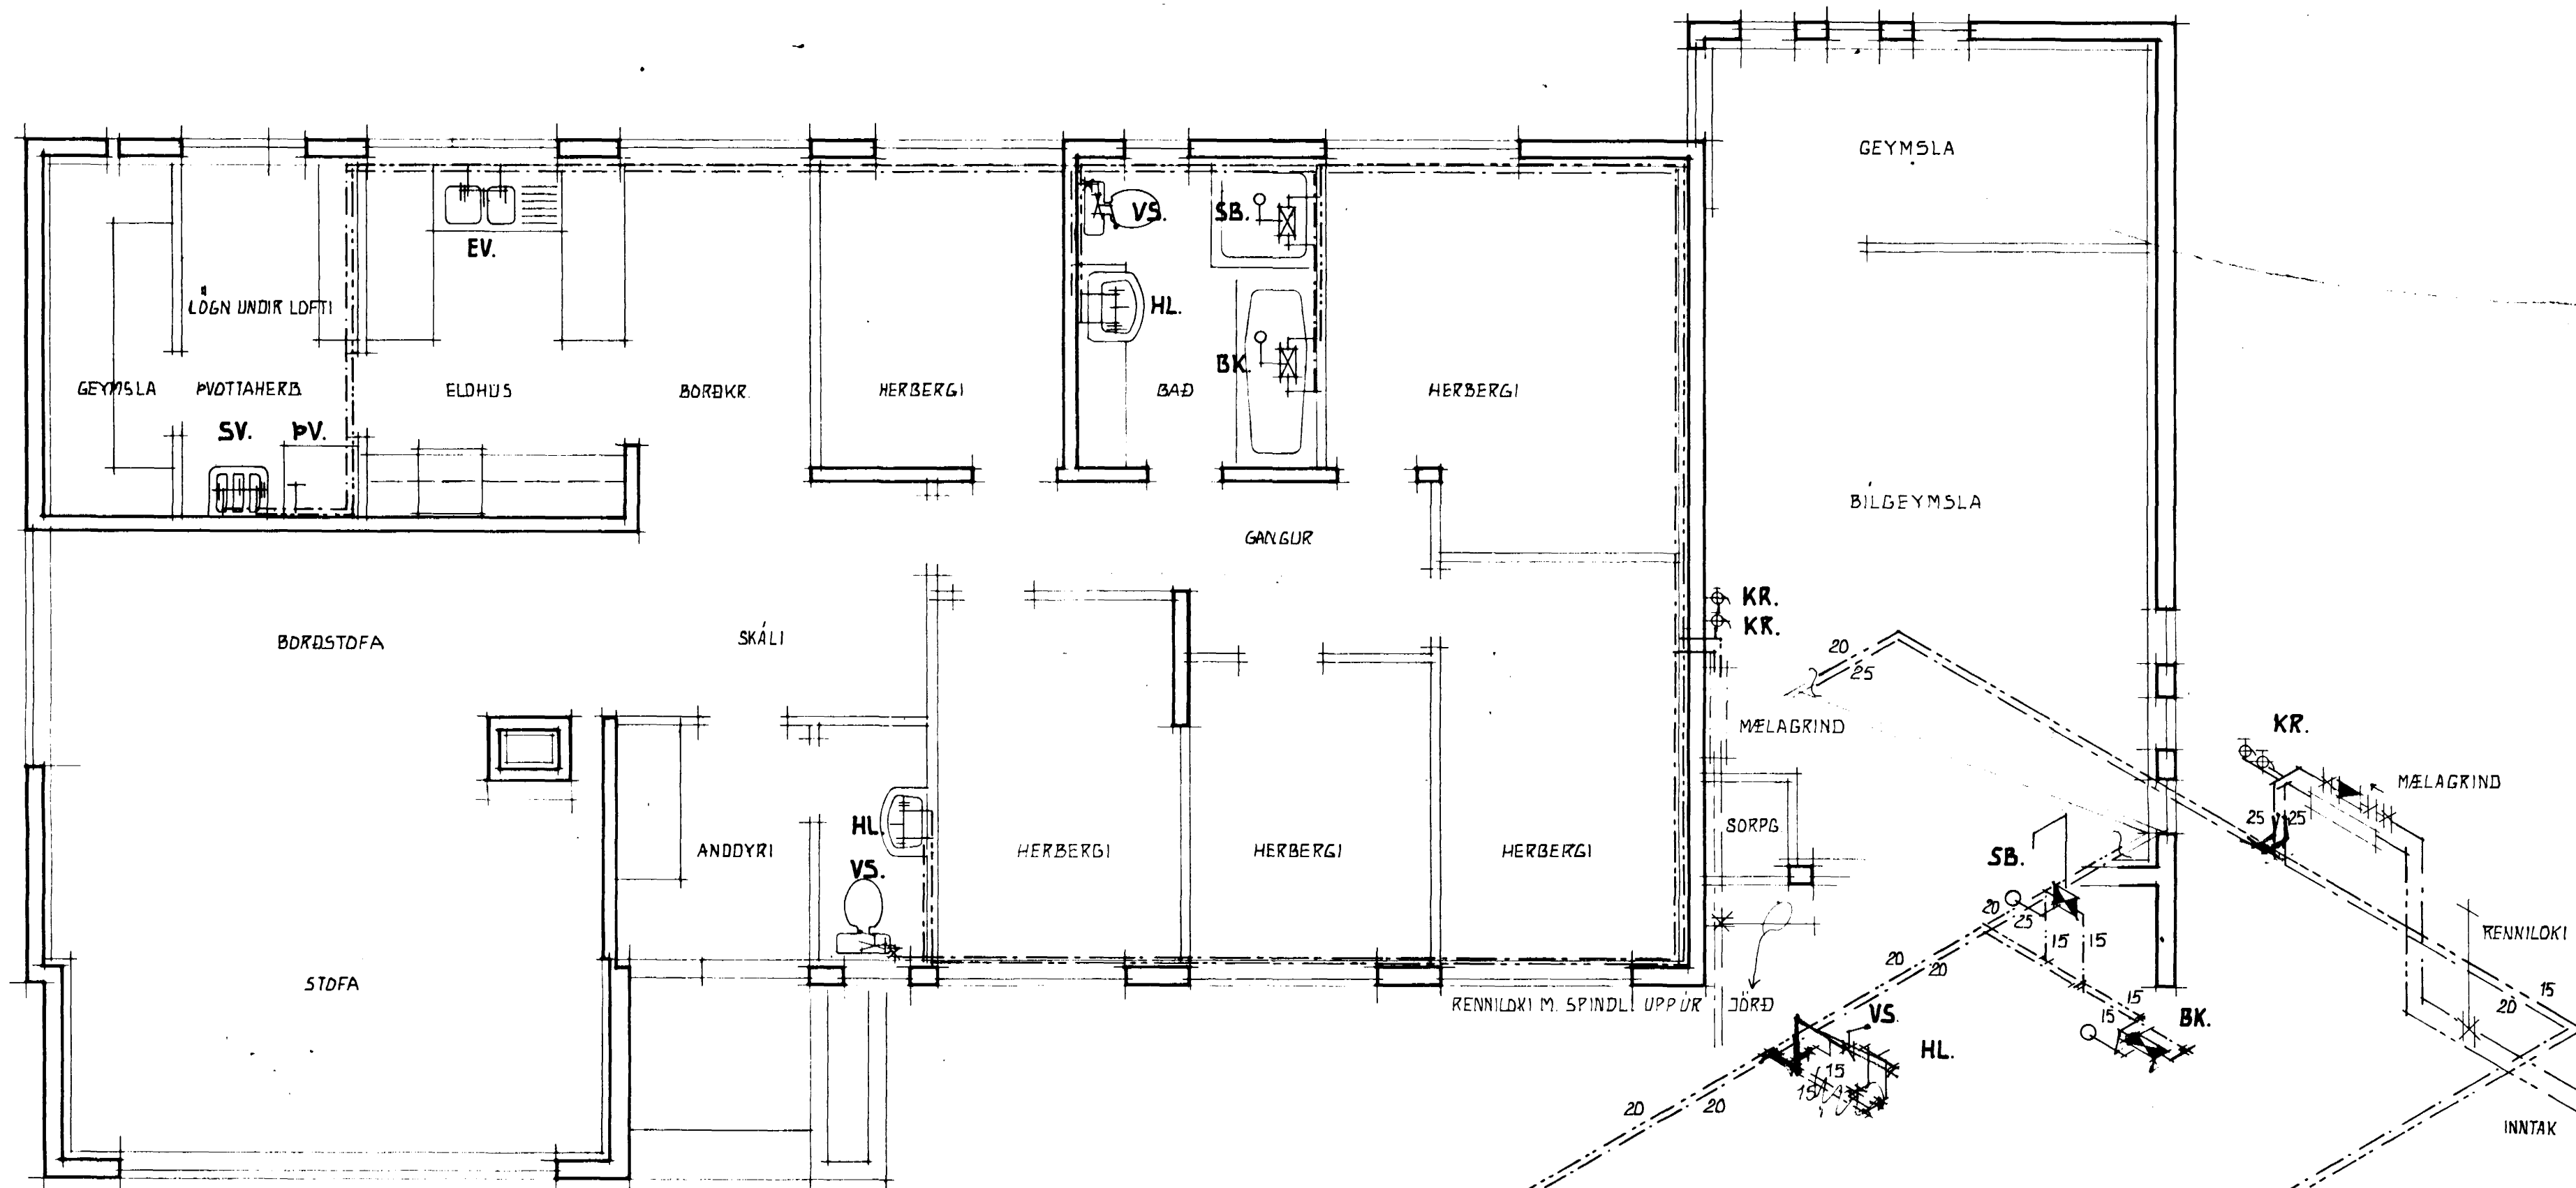 GEYMSLA
VS.
SB.
EV.
HL.
LÖGN UNDIR LOFTI
BK.
GEYMSLA
ÞVOTTAHERB.
ELDHÚS
BORÐKR.
HERBERGI
BAÐ
HERBERGI
SV.
ÞV.
BÍLGEYMSLA
GANGUR
KR.
KR.
BORÐSTOFA
SKÁLI
20
25
MÆLAGRIND
KR.
MÆLAGRIND
25
25
HL.
SORPG.
ANDDYRI
HERBERGI
HERBERGI
HERBERGI
VS.
SB.
20
25
15
15
RENNILOKI
STOFA
20
20
15
20
RENNILOKI M. SPINDLI UPP ÚR JÖRÐ
15
15
BK.
VS.
HL.
15
15
20
20
INNTAK